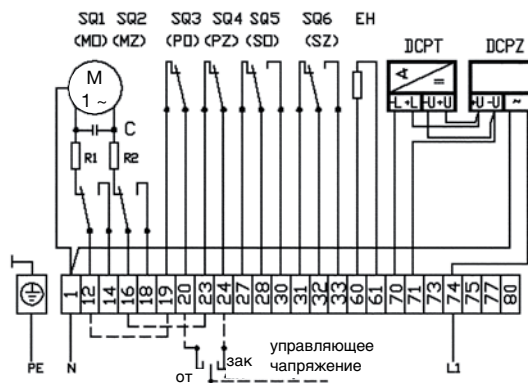 SQ1 SQ2 SQ3 SQ4 SQ5 SQ6 EH
(MO) (MZ) (PO) (PZ) (SO) (SZ) DCPT DCPZ
M
1 ~
A
=
-L +L -U +U +U -U ~
C
R1 R2
1 12 14 16 18 19 20 23 24 27 28 30 31 32 33 60 61 70 71 73 74 75 77 80
зак управляющее
PE N от чапряжение L1